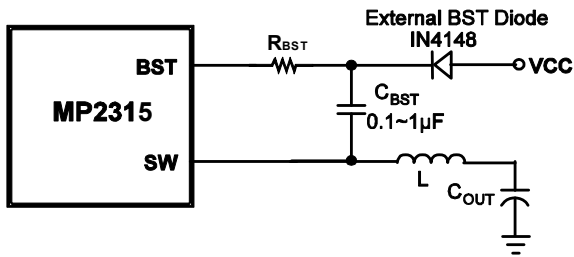 External BST Diode
IN4148
RBST
BST
VCC
MP2315
CBST
0.1~1µF
SW
L
COUT